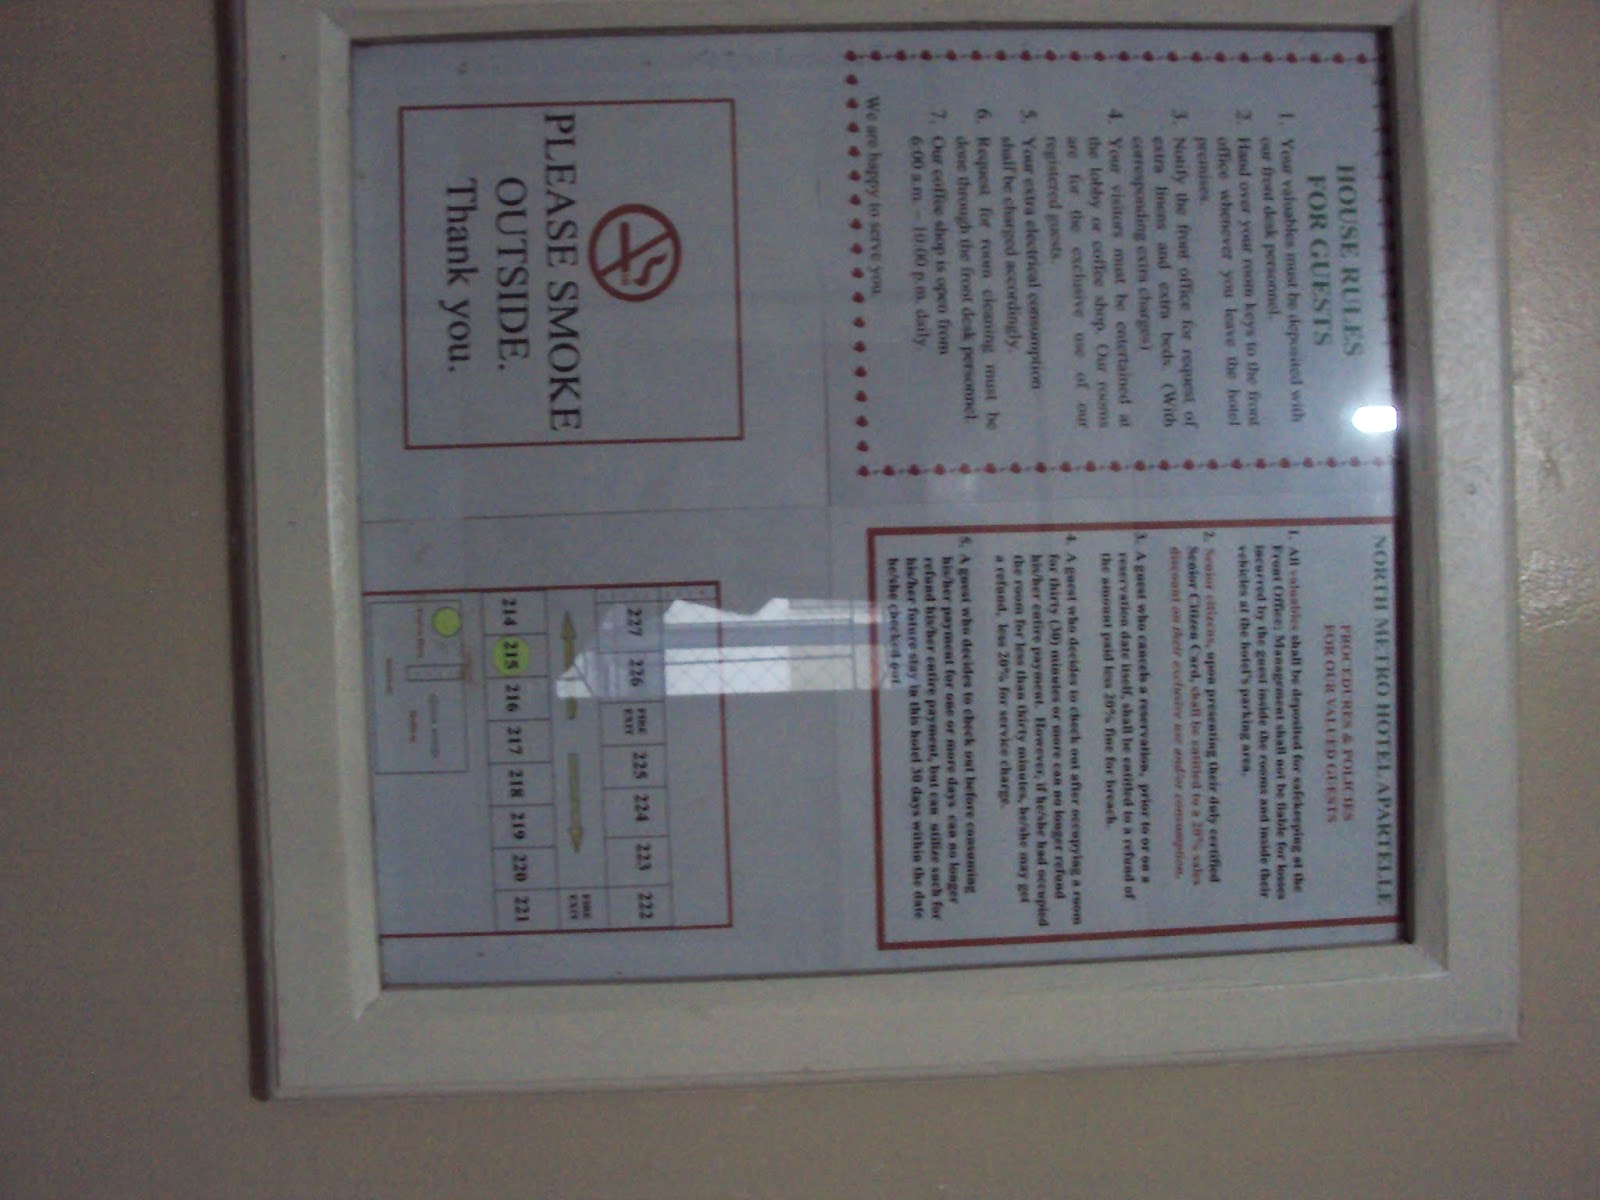 HOUSE RULES
FOR GUESTS
1. Your valuables must be deposited with
our front desk personnel.
2. Hand over your room keys to the front
office whenever you leave the hotel
premises.
3. Notify the front office for request of
extra linens and extra beds. (With
corresponding extra charges)
4. Your visitors must be entertained at
the lobby or coffee shop. Our rooms
are for the exclusive use of our
registered guests.
5. Your extra electrical consumption
shall be charged accordingly.
6. Request for room cleaning must be
done through the front desk personnel.
7. Our coffee shop is open from
6:00 a.m. – 10:00 p.m. daily
We are happy to serve you.
NORTH METRO HOTEL APARTELLE
PROCEDURES & POLICIES
FOR OUR VALUED GUESTS
1. All valuables shall be deposited for safekeeping at the
Front Office; Management shall not be liable for losses
incurred by the guest inside the rooms and inside their
vehicles at the hotel's parking area.
2. Senior citizens, upon presenting their duly certified
Senior Citizen Card, shall be entitled to a 20% sales
discount on their exclusive use and/or consumption.
3. A guest who cancels a reservation, prior to or on a
reservation date itself, shall be entitled to a refund of
the amount paid less 20% fine for breach.
4. A guest who decides to check out after occupying a room
for thirty (30) minutes or more can no longer refund
his/her entire payment. However, if he/she had occupied
the room for less than thirty minutes, he/she may get
a refund, less 20% for service charge.
5. A guest who decides to check out before consuming
his/her payment for one or more days can no longer
refund his/her entire payment, but can utilize such for
his/her future stay in this hotel 30 days within the date
he/she checked out
PLEASE SMOKE
OUTSIDE.
Thank you.
227 226 FIRE EXIT 225 224 223 222
FIRE EXIT
214 215 216 217 218 219 220 221